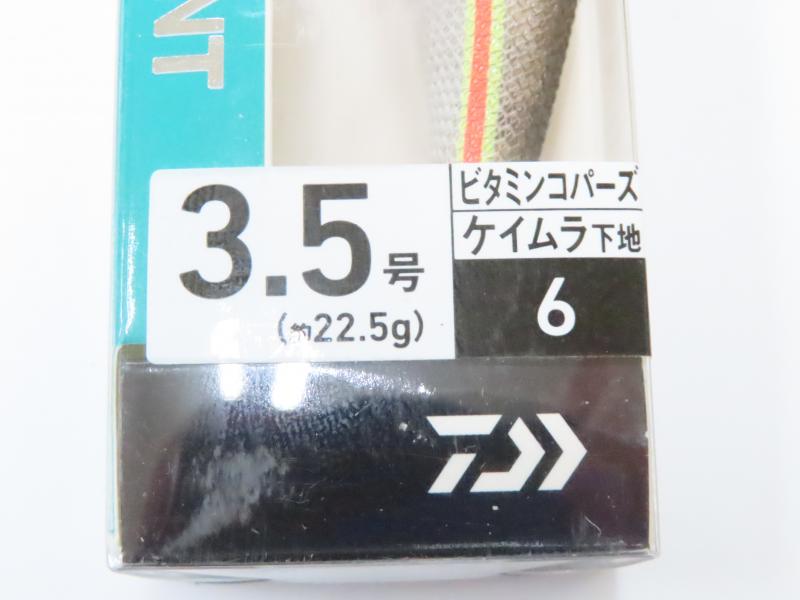 NT
3.5号
(約22.5g)
ビタミンコパーズ
ケイムラ下地
6